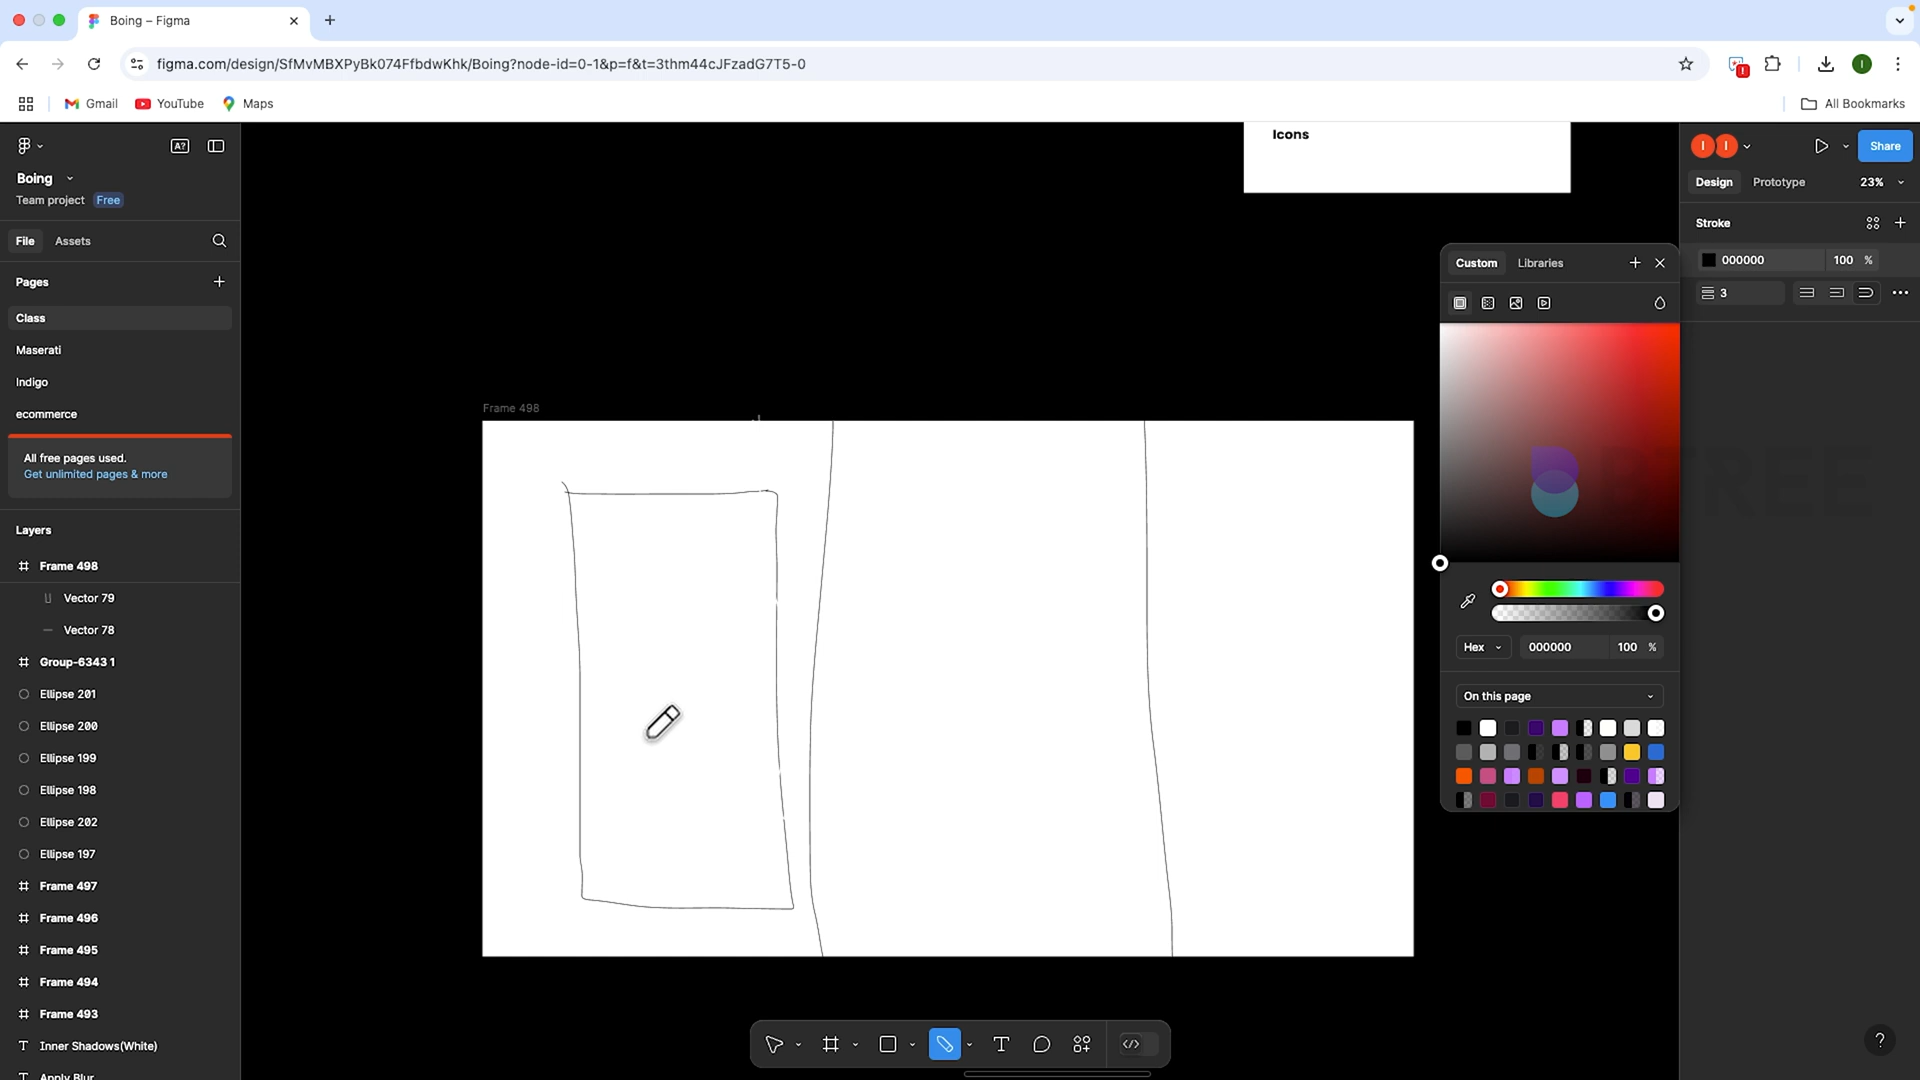 Boing – Figma
figma.com/design/SfMvMBXPyBk074FfbdwKhk/Boing?node-id=0-1&p=f&t=3thm44cJFzadG7T5-0
Gmail
YouTube
Maps
All Bookmarks
Boing
Team project Free
File
Assets
Pages
Class
Maserati
Indigo
ecommerce
All free pages used.
Get unlimited pages & more
Layers
Frame 498
Vector 79
Vector 78
Group-6343 1
Ellipse 201
Ellipse 200
Ellipse 199
Ellipse 198
Ellipse 202
Ellipse 197
Frame 497
Frame 496
Frame 495
Frame 494
Frame 493
Inner Shadows(White)
Apply Blur
Icons
Frame 498
Custom
Libraries
Hex
000000
100 %
On this page
Share
Design
Prototype
23%
Stroke
000000
100 %
3